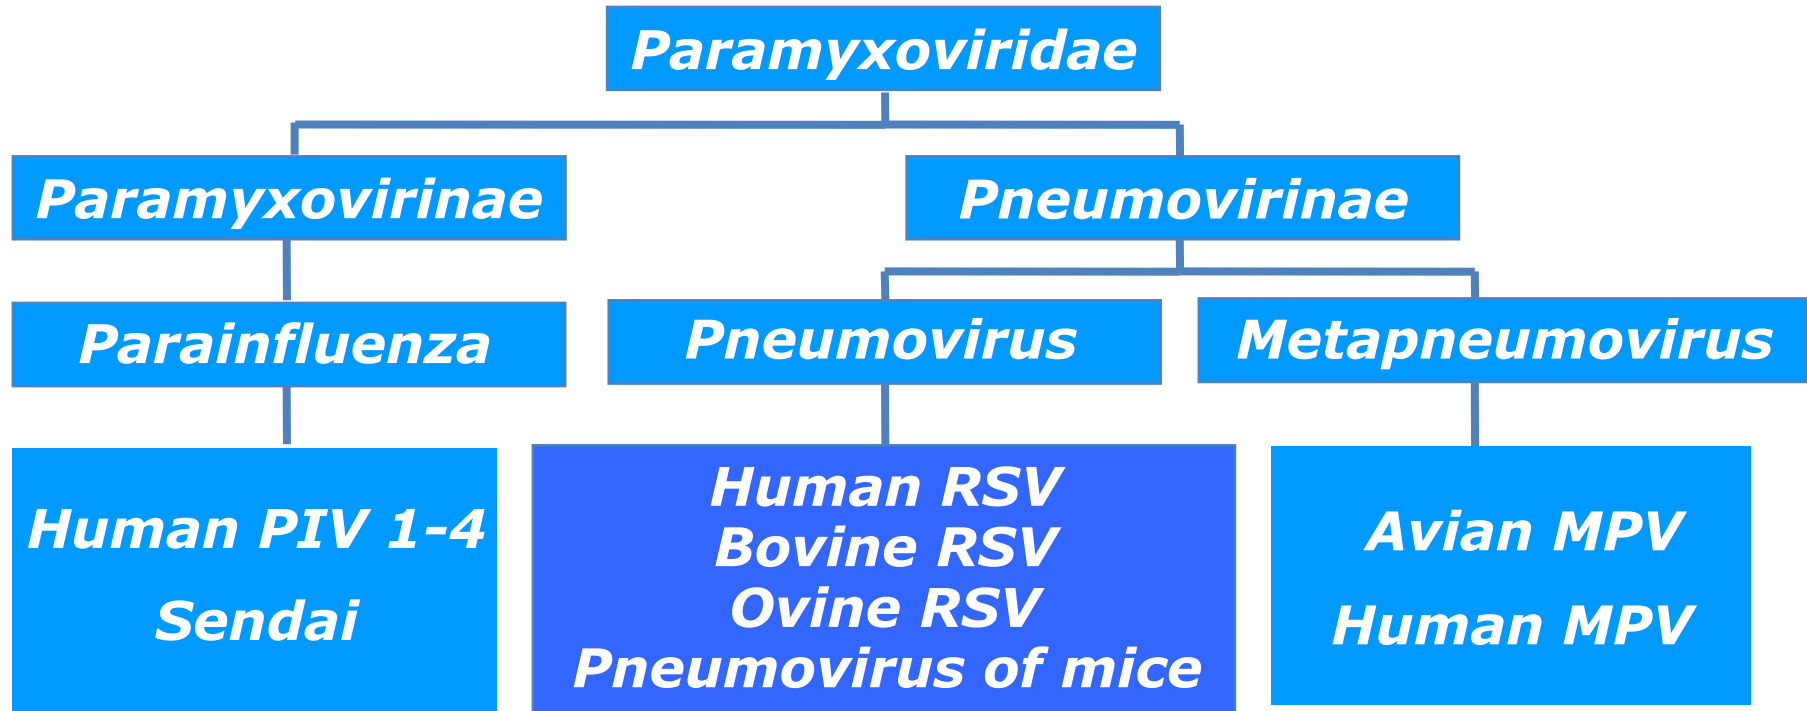 Paramyxoviridae
Paramyxovirinae
Pneumovirinae
Parainfluenza
Pneumovirus
Metapneumovirus
Human PIV 1-4
Sendai
Human RSV
Bovine RSV
Ovine RSV
Pneumovirus of mice
Avian MPV
Human MPV